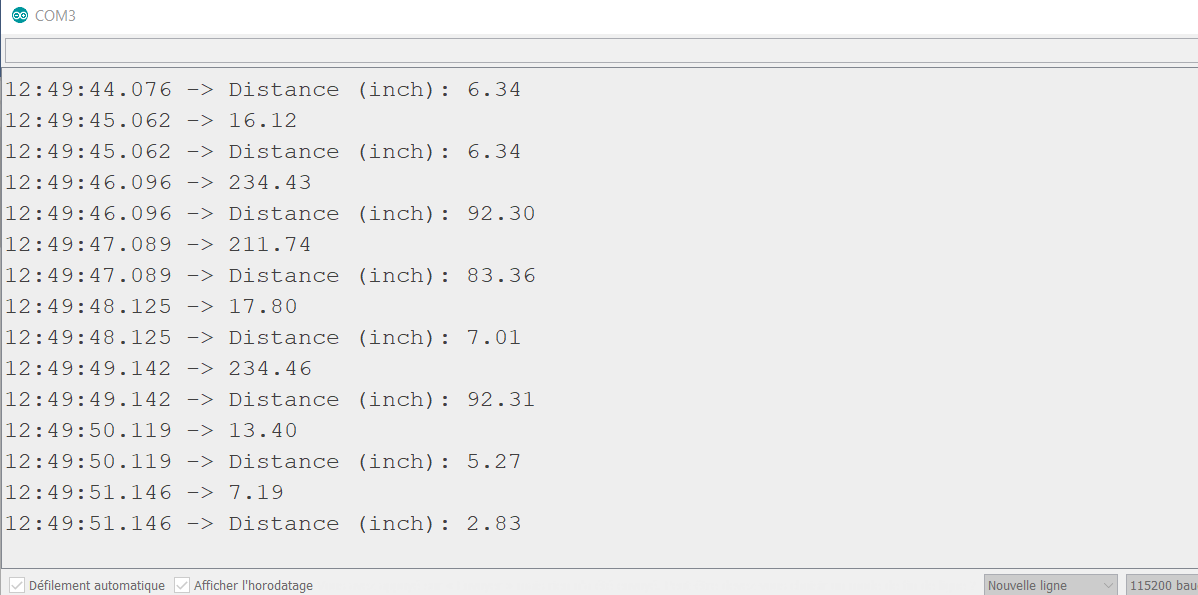 COM3
12:49:44.076 -> Distance (inch): 6.34
12:49:45.062 -> 16.12
12:49:45.062 -> Distance (inch): 6.34
12:49:46.096 -> 234.43
12:49:46.096 -> Distance (inch): 92.30
12:49:47.089 -> 211.74
12:49:47.089 -> Distance (inch): 83.36
12:49:48.125 -> 17.80
12:49:48.125 -> Distance (inch): 7.01
12:49:49.142 -> 234.46
12:49:49.142 -> Distance (inch): 92.31
12:49:50.119 -> 13.40
12:49:50.119 -> Distance (inch): 5.27
12:49:51.146 -> 7.19
12:49:51.146 -> Distance (inch): 2.83
Défilement automatique Afficher l'horodatage Nouvelle ligne 115200 bau